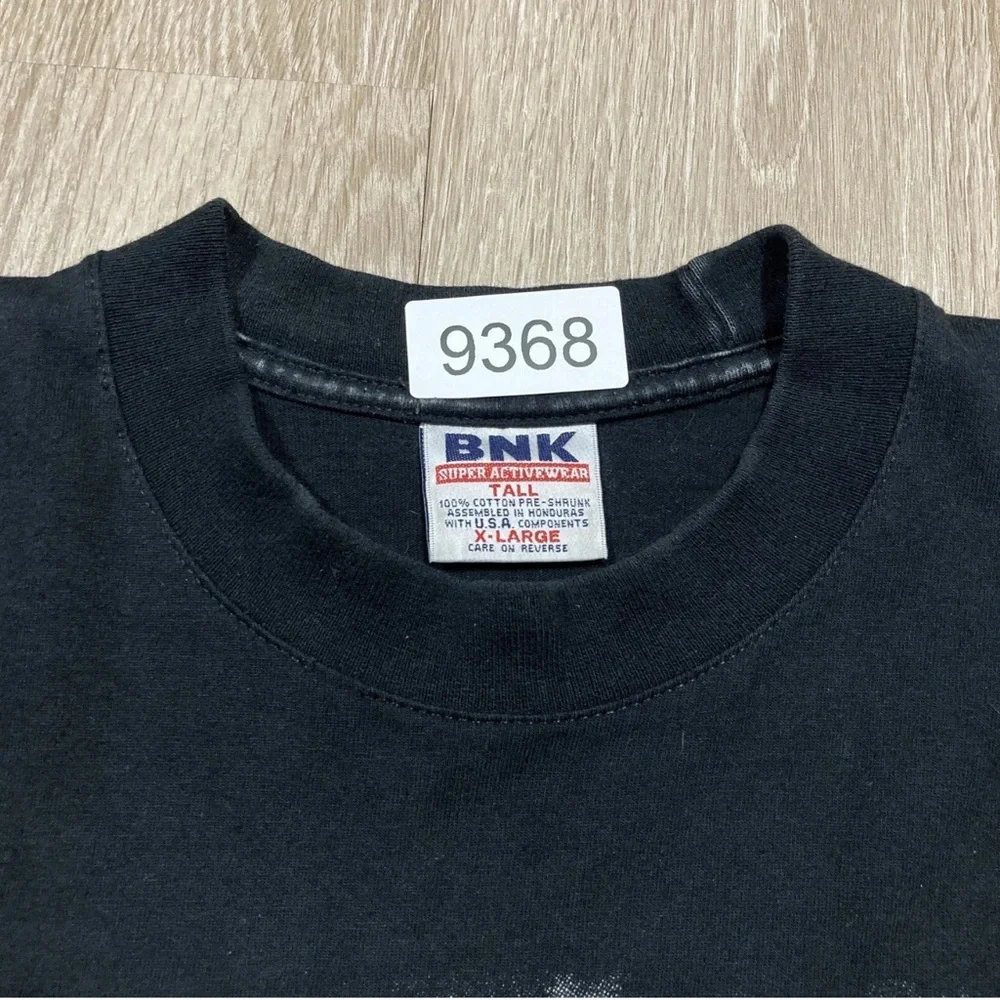 9368
BNK
SUPER ACTIVEWEAR
TALL
100% COTTON PRE-SHRUNK
ASSEMBLED IN HONDURAS
WITH U.S.A. COMPONENTS
X-LARGE
CARE ON REVERSE